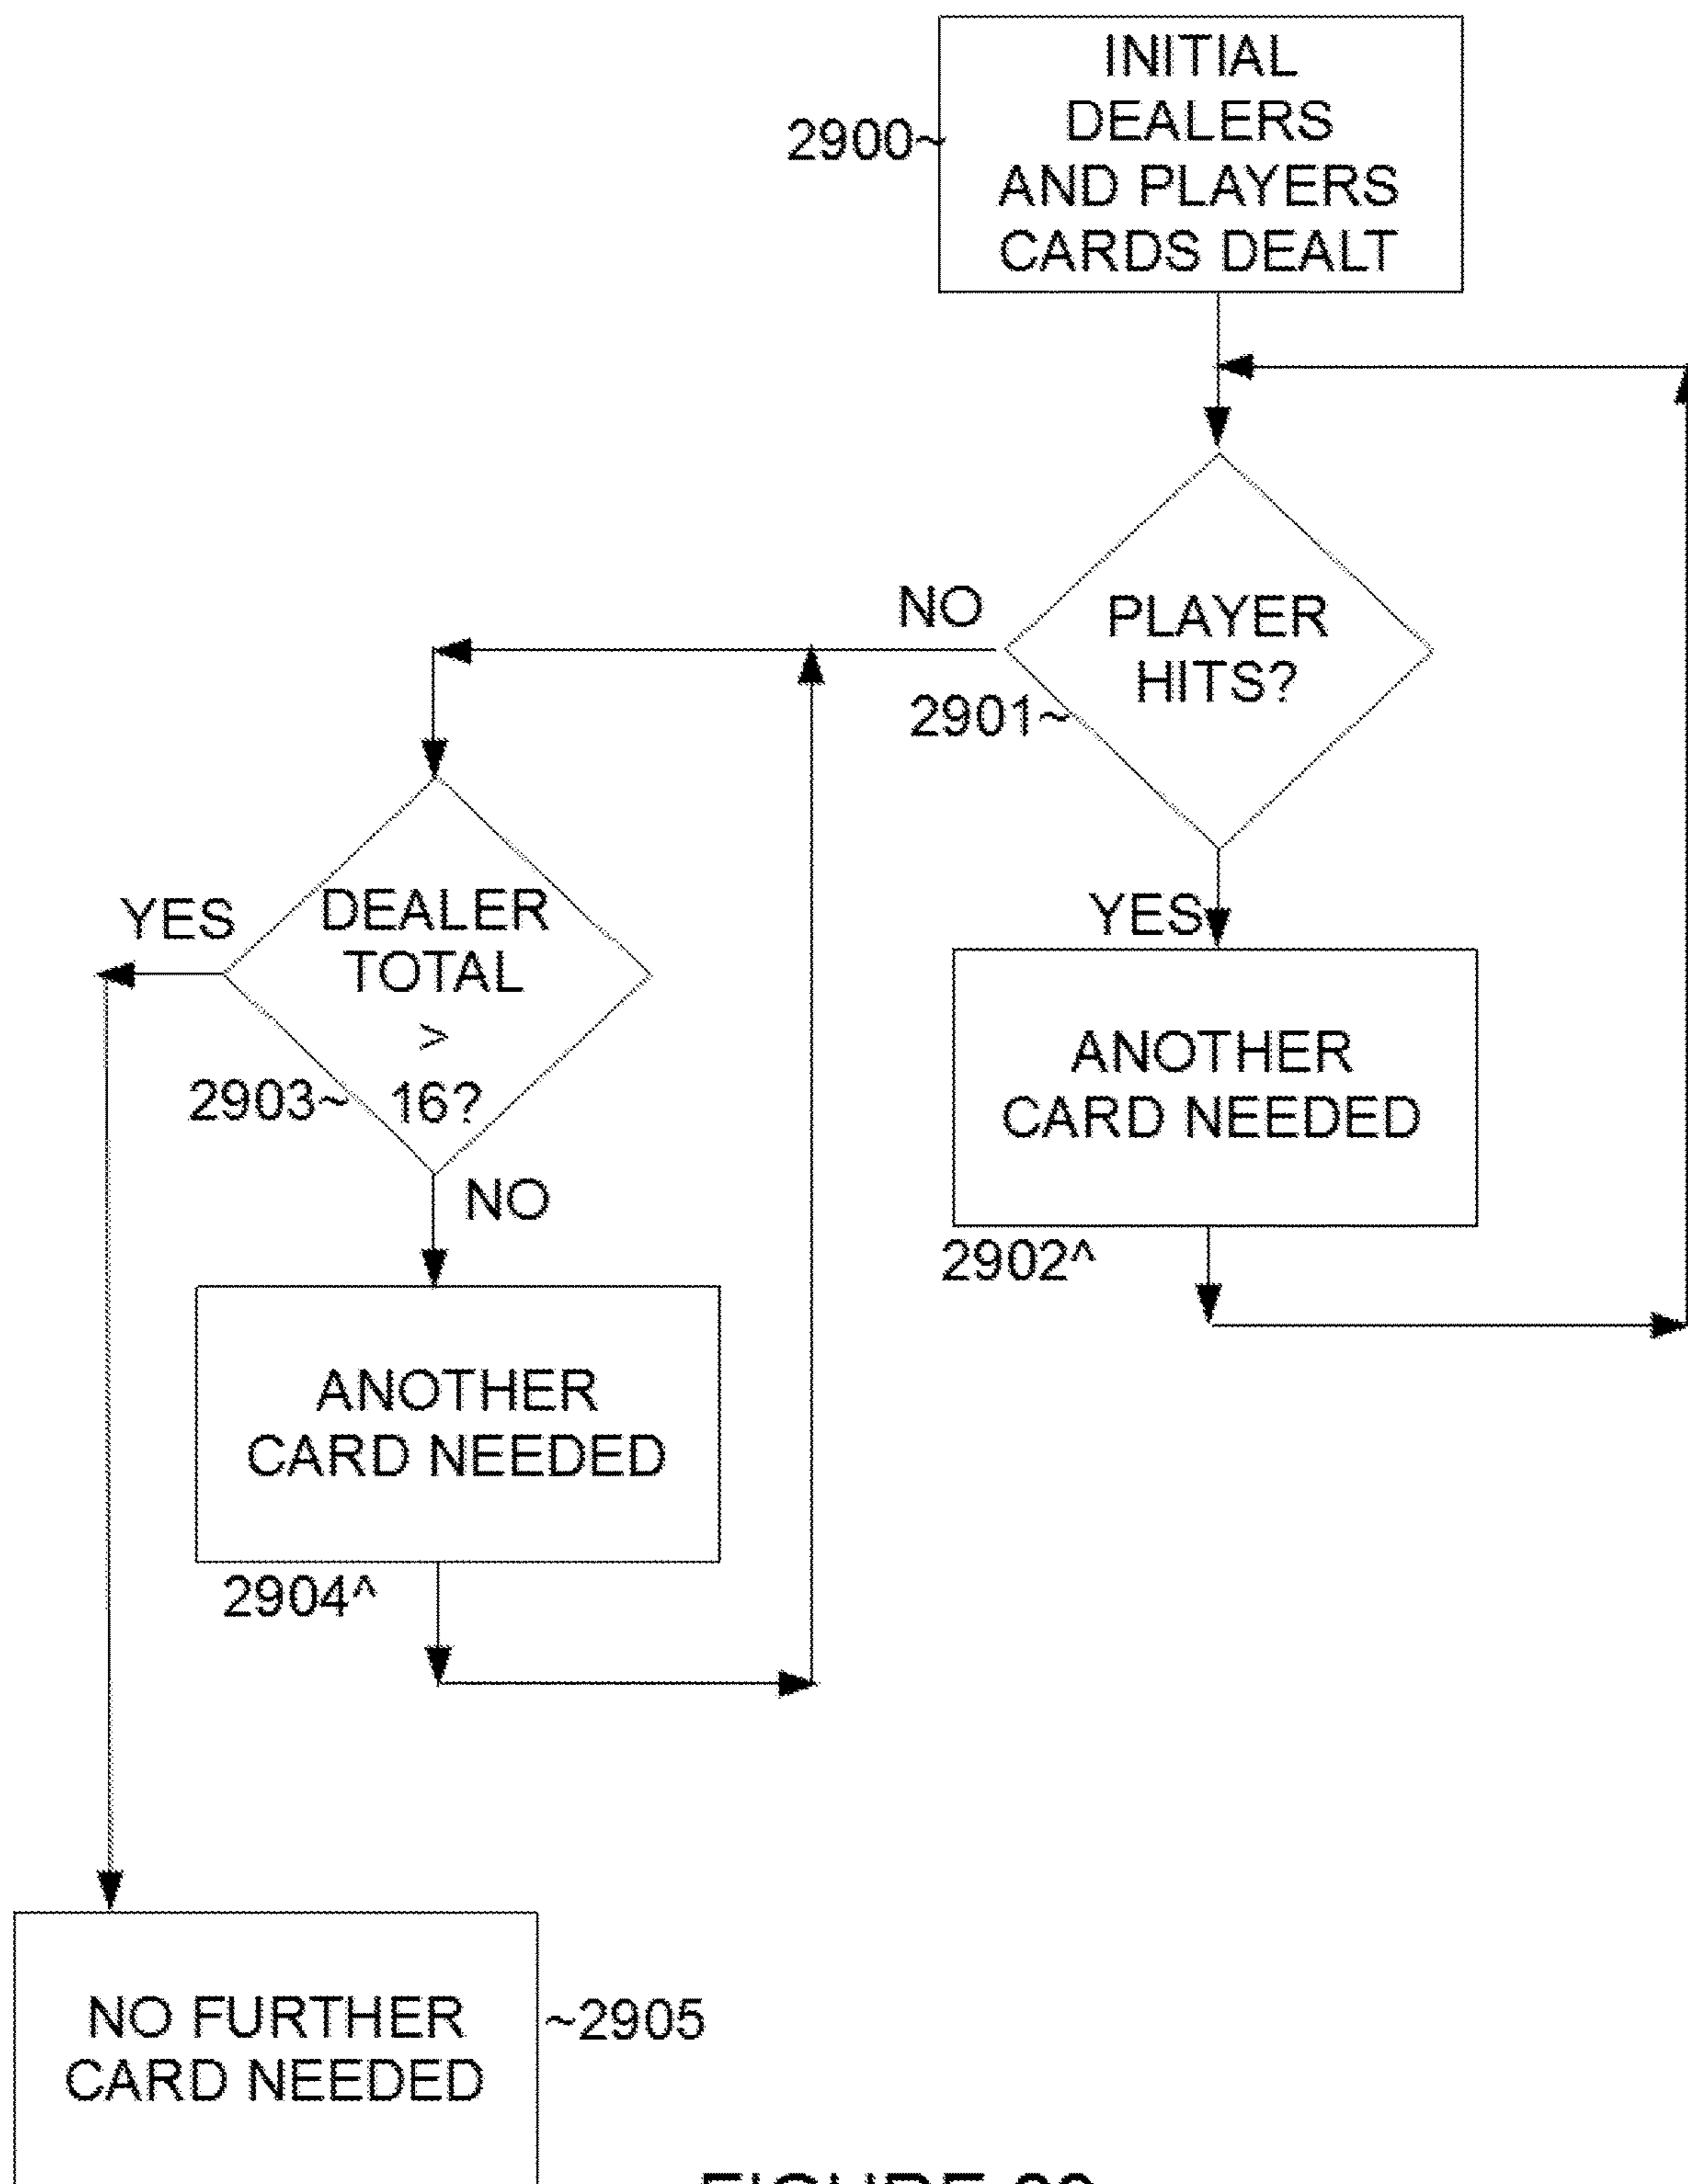 INITIAL
DEALERS
AND PLAYERS
CARDS DEALT
2900~
PLAYER
HITS?
NO
2901~
YES
ANOTHER
CARD NEEDED
2902^
DEALER
TOTAL
>
16?
YES
2903~
NO
ANOTHER
CARD NEEDED
2904^
NO FURTHER
CARD NEEDED
~2905
FIGURE